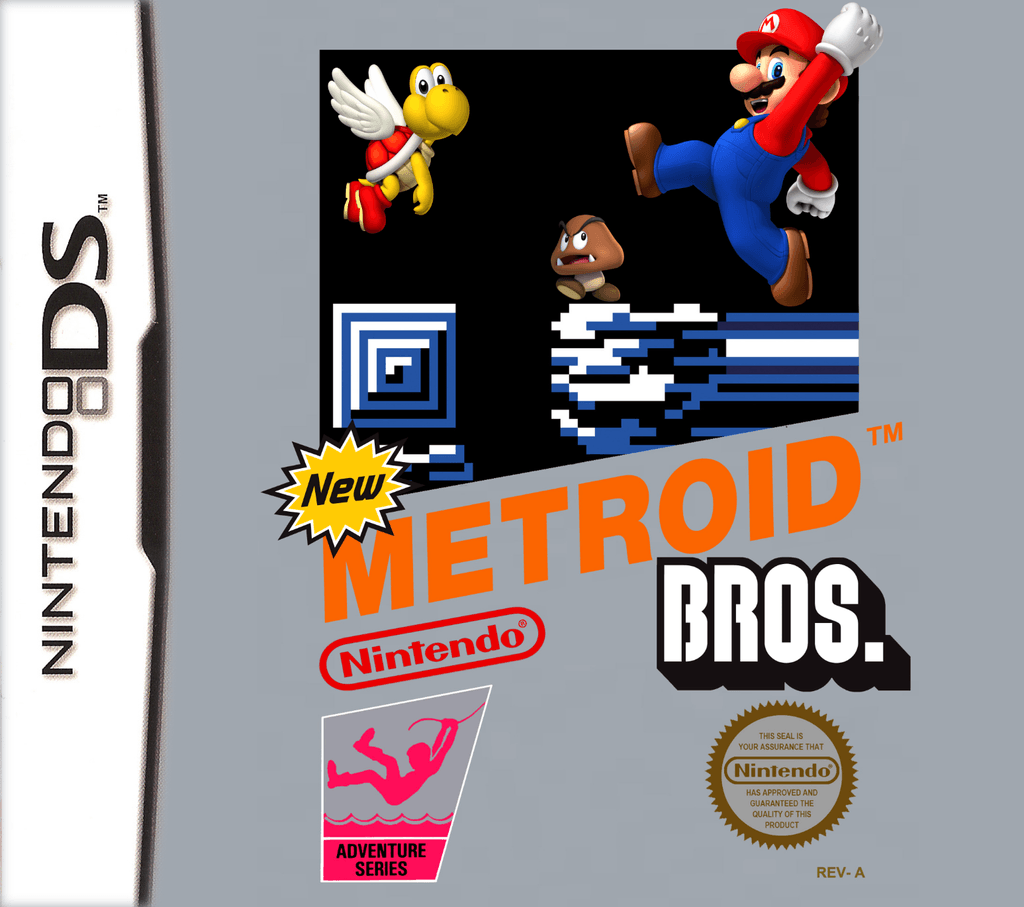 NINTENDO DS™
M
New
METROID™
BROS.
Nintendo®
ADVENTURE
SERIES
THIS SEAL IS
YOUR ASSURANCE THAT
Nintendo®
HAS APPROVED AND
GUARANTEED THE
QUALITY OF THIS
PRODUCT
REV- A